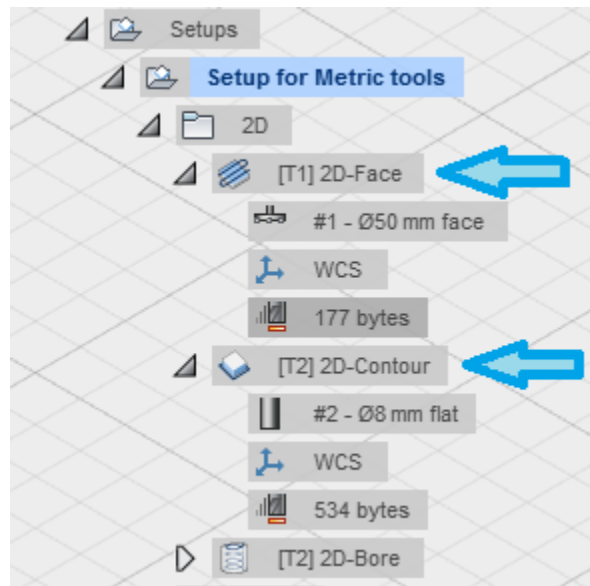 Setups
Setup for Metric tools
2D
[T1] 2D-Face
#1 - Ø50 mm face
WCS
177 bytes
[T2] 2D-Contour
#2 - Ø8 mm flat
WCS
534 bytes
[T2] 2D-Bore